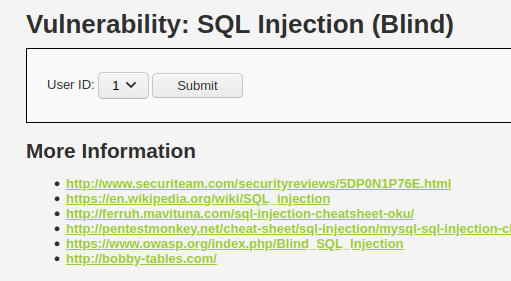 Vulnerability: SQL Injection (Blind)
User ID: 1 Submit
More Information
http://www.securiteam.com/securityreviews/5DP0N1P76E.html
https://en.wikipedia.org/wiki/SQL_injection
http://ferruh.mavituna.com/sql-injection-cheatsheet-oku/
http://pentestmonkey.net/cheat-sheet/sql-injection/mysql-sql-injection-cl
https://www.owasp.org/index.php/Blind_SQL_Injection
http://bobby-tables.com/